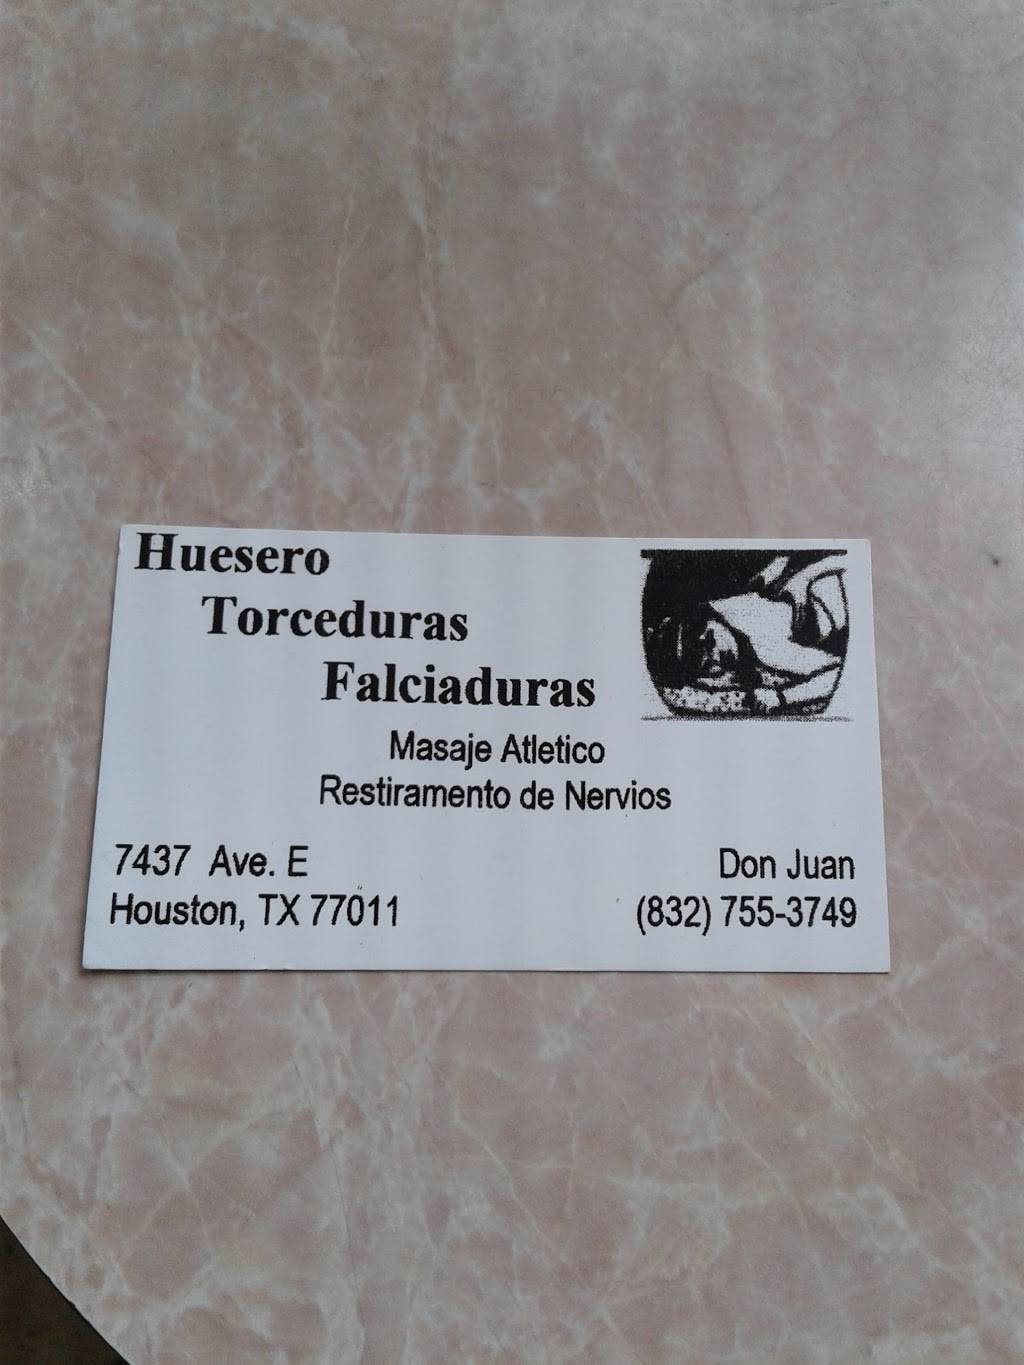 Huesero
Torceduras
Falciaduras
Masaje Atletico
Restiramento de Nervios
7437 Ave. E
Houston, TX 77011
Don Juan
(832) 755-3749